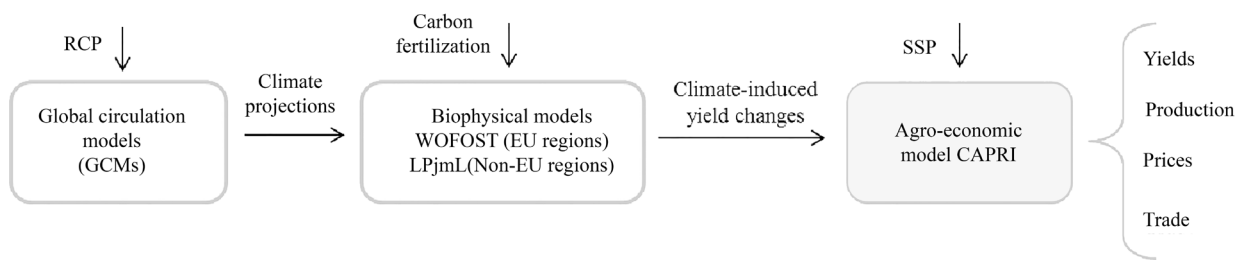 RCP
Global circulation
models
(GCMs)
Climate
projections
Carbon
fertilization
Biophysical models
WOFOST (EU regions)
LPjmL(Non-EU regions)
Climate-induced
yield changes
SSP
Agro-economic
model CAPRI
Yields
Production
Prices
Trade